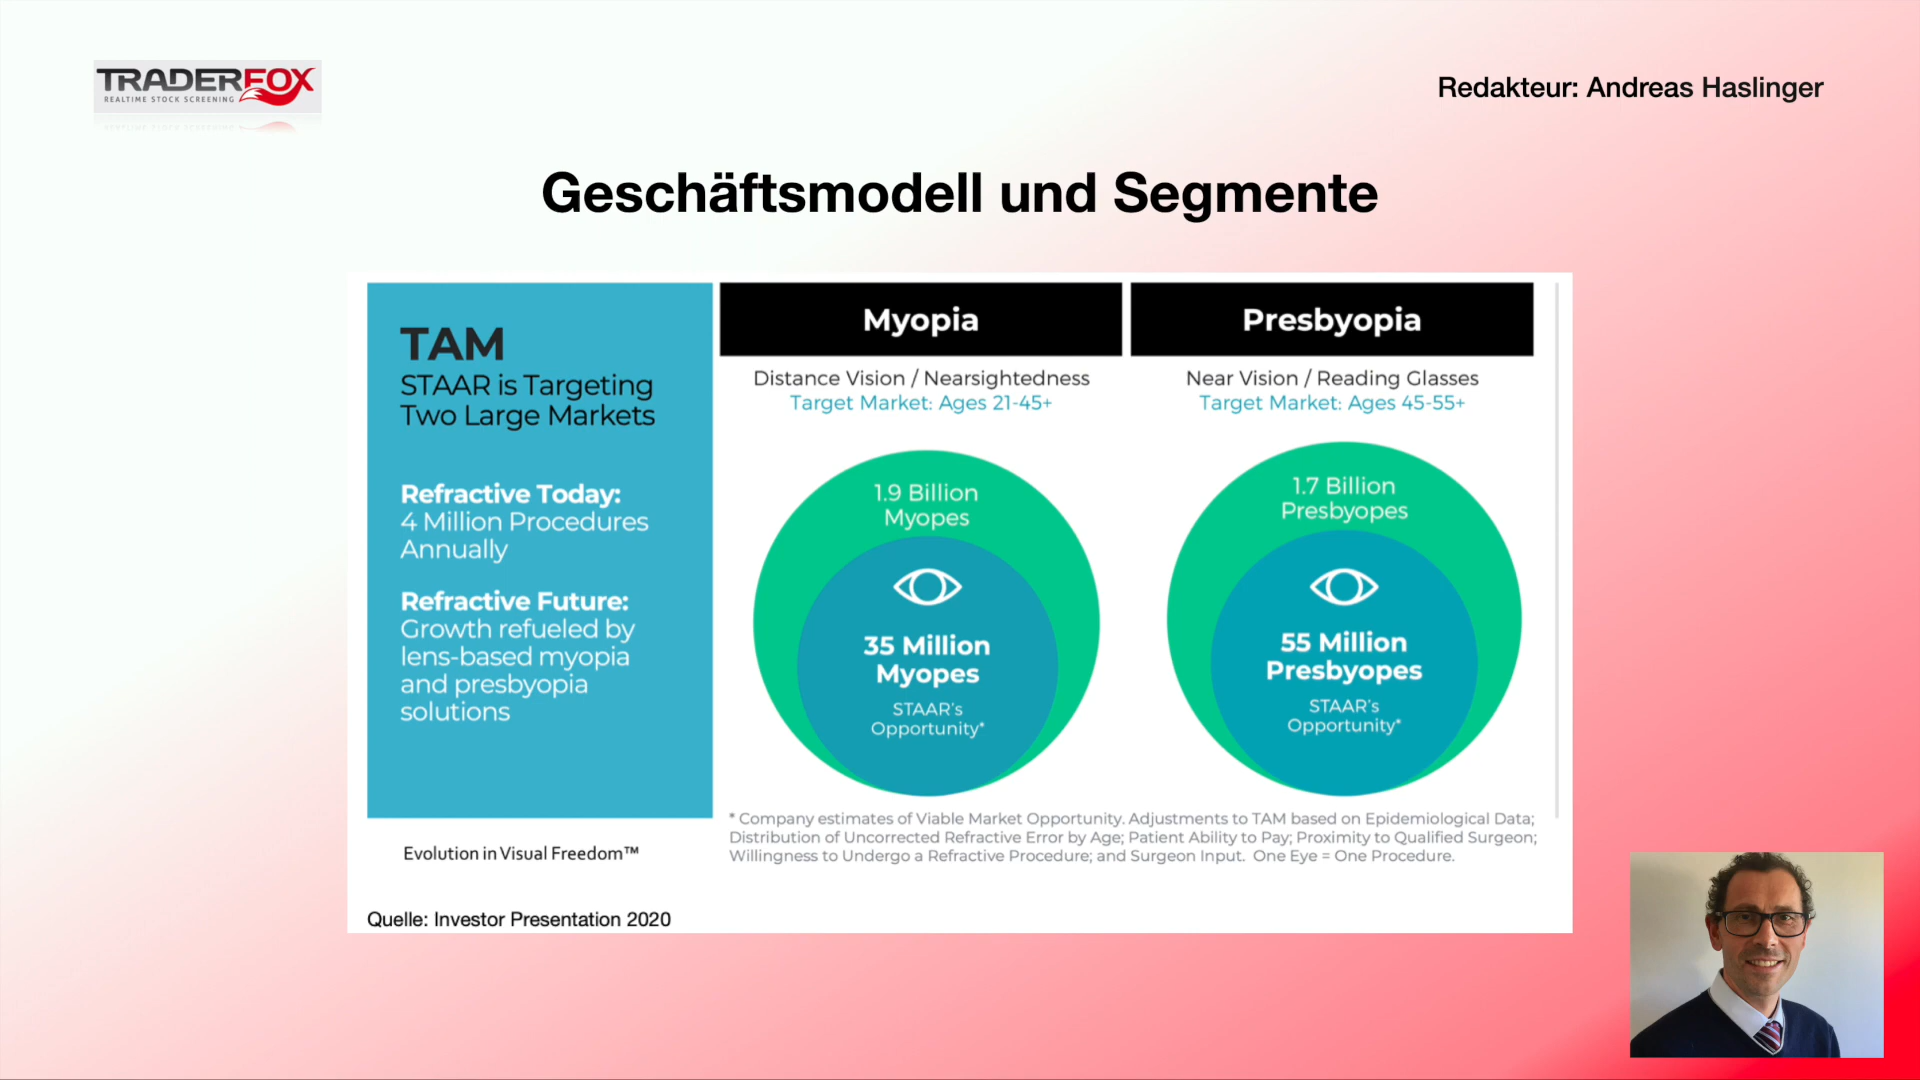 TRADERFOX
REALTIME STOCK SCREENING
Redakteur: Andreas Haslinger
Geschäftsmodell und Segmente
TAM
STAAR is Targeting
Two Large Markets
Refractive Today:
4 Million Procedures
Annually
Refractive Future:
Growth refueled by
lens-based myopia
and presbyopia
solutions
Evolution in Visual Freedom™
Myopia
Distance Vision / Nearsightedness
Target Market: Ages 21-45+
1.9 Billion
Myopes
35 Million
Myopes
STAAR's
Opportunity*
Presbyopia
Near Vision / Reading Glasses
Target Market: Ages 45-55+
1.7 Billion
Presbyopes
55 Million
Presbyopes
STAAR's
Opportunity*
* Company estimates of Viable Market Opportunity. Adjustments to TAM based on Epidemiological Data;
Distribution of Uncorrected Refractive Error by Age; Patient Ability to Pay; Proximity to Qualified Surgeon;
Willingness to Undergo a Refractive Procedure; and Surgeon Input. One Eye = One Procedure.
Quelle: Investor Presentation 2020